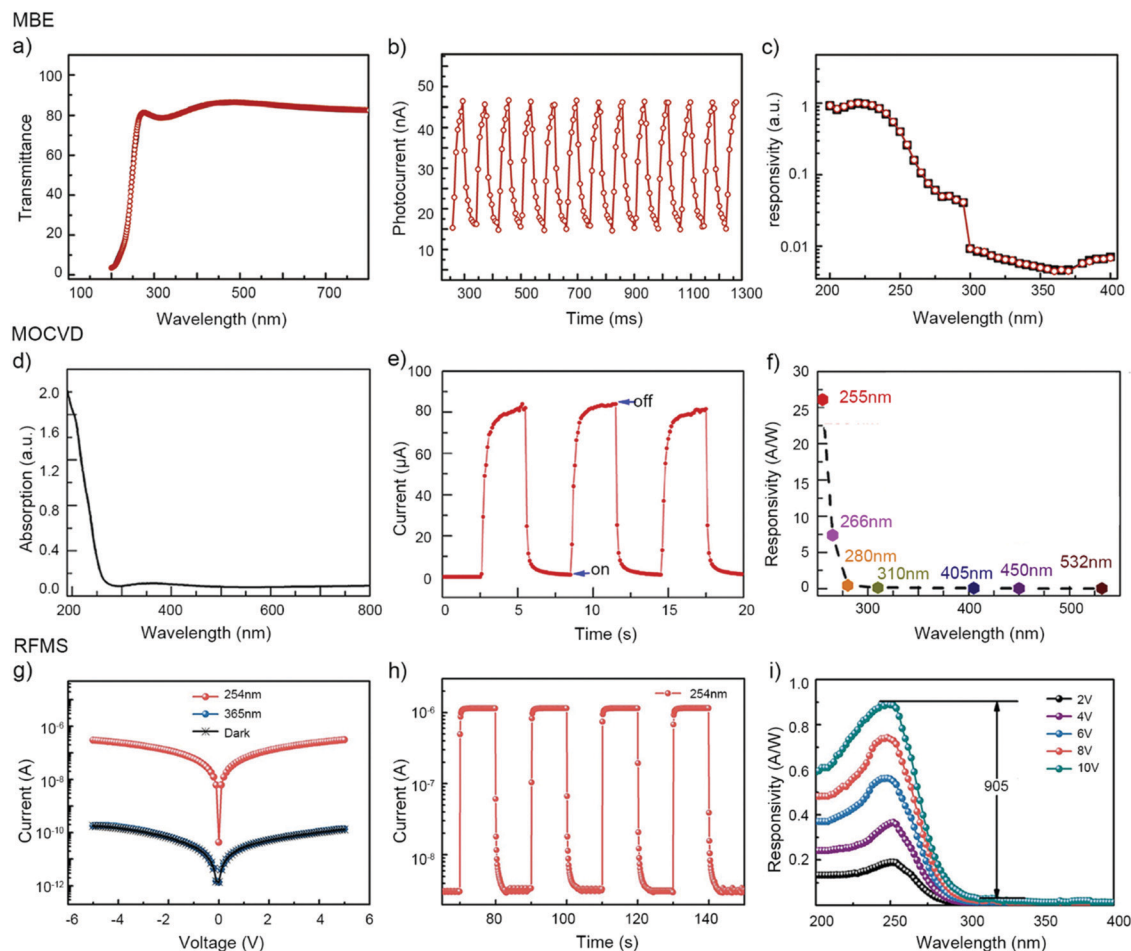 MBE
a)
100
80
60
40
20
0
Transmittance
100 300 500 700
Wavelength (nm)
b)
60
50
40
30
20
10
Photocurrent (nA)
300 500 700 900 1100 1300
Time (ms)
c)
1
0.1
0.01
responsivity (a.u.)
200 250 300 350 400
Wavelength (nm)
MOCVD
d)
2.0
1.6
1.2
0.8
0.4
0
Absorption (a.u.)
200 400 600 800
Wavelength (nm)
e)
100
80
60
40
20
0
Current (μA)
off
on
0 5 10 15 20
Time (s)
f)
30
25
20
15
10
5
0
Responsivity (A/W)
255nm
266nm
280nm
310nm
405nm
450nm
532nm
300 400 500
Wavelength (nm)
RFMS
g)
10-6
10-8
10-10
10-12
Current (A)
254nm
365nm
Dark
-6 -4 -2 0 2 4 6
Voltage (V)
h)
10-6
10-7
10-8
Current (A)
254nm
80 100 120 140
Time (s)
i)
1.0
0.8
0.6
0.4
0.2
Responsivity (A/W)
2V
4V
6V
8V
10V
905
200 250 300 350 400
Wavelength (nm)